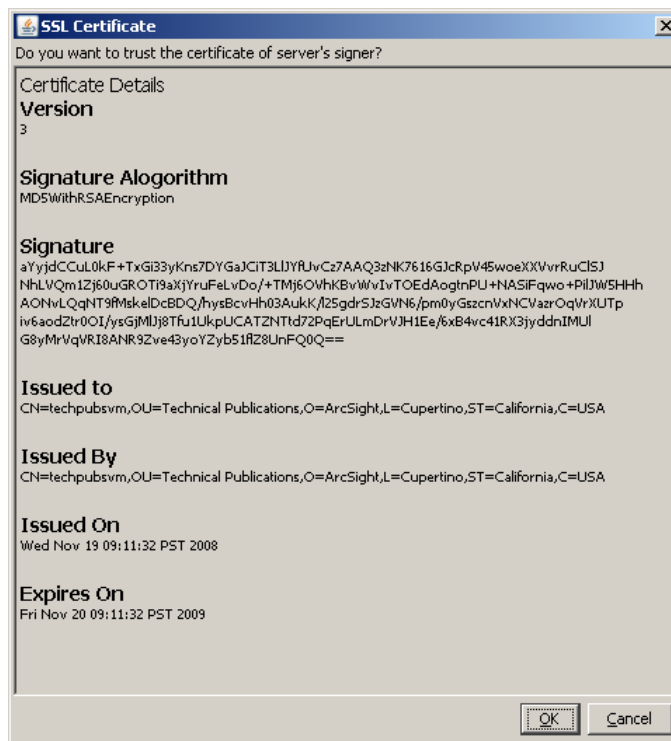 SSL Certificate
Do you want to trust the certificate of server's signer?
Certificate Details
Version
3
Signature Alogorithm
MD5WithRSAEncryption
Signature
aYyjdCCuL0kF+TxGi33yKns7DYGaJCiT3LlJYfUvCz7AAQ3zNK7616GJcRpV45woeXXVvrRuClSJ
NhLVQm1Zj60uGROTi9aXjYruFeLvDo/+TMj6OVhKBvWvIvTOEdAogtnPU+NASiFqwo+PilJW5HHh
AONvLQqNT9fMskelDcBDQ/hysBcvHh03AukK/l25gdrSJzGVN6/pm0yGszcnVxNCVazrOqVrXUTp
iv6aodZtr0OI/ysGjMlJj8Tfu1UkpUCATZNTtd72PqErULmDrVJH1Ee/6xB4vc41RX3jyddnIMUl
G8yMrVqVRI8ANR9Zve43yoYZyb51flZ8UnFQ0Q==
Issued to
CN=techpubsvm,OU=Technical Publications,O=ArcSight,L=Cupertino,ST=California,C=USA
Issued By
CN=techpubsvm,OU=Technical Publications,O=ArcSight,L=Cupertino,ST=California,C=USA
Issued On
Wed Nov 19 09:11:32 PST 2008
Expires On
Fri Nov 20 09:11:32 PST 2009
OK Cancel